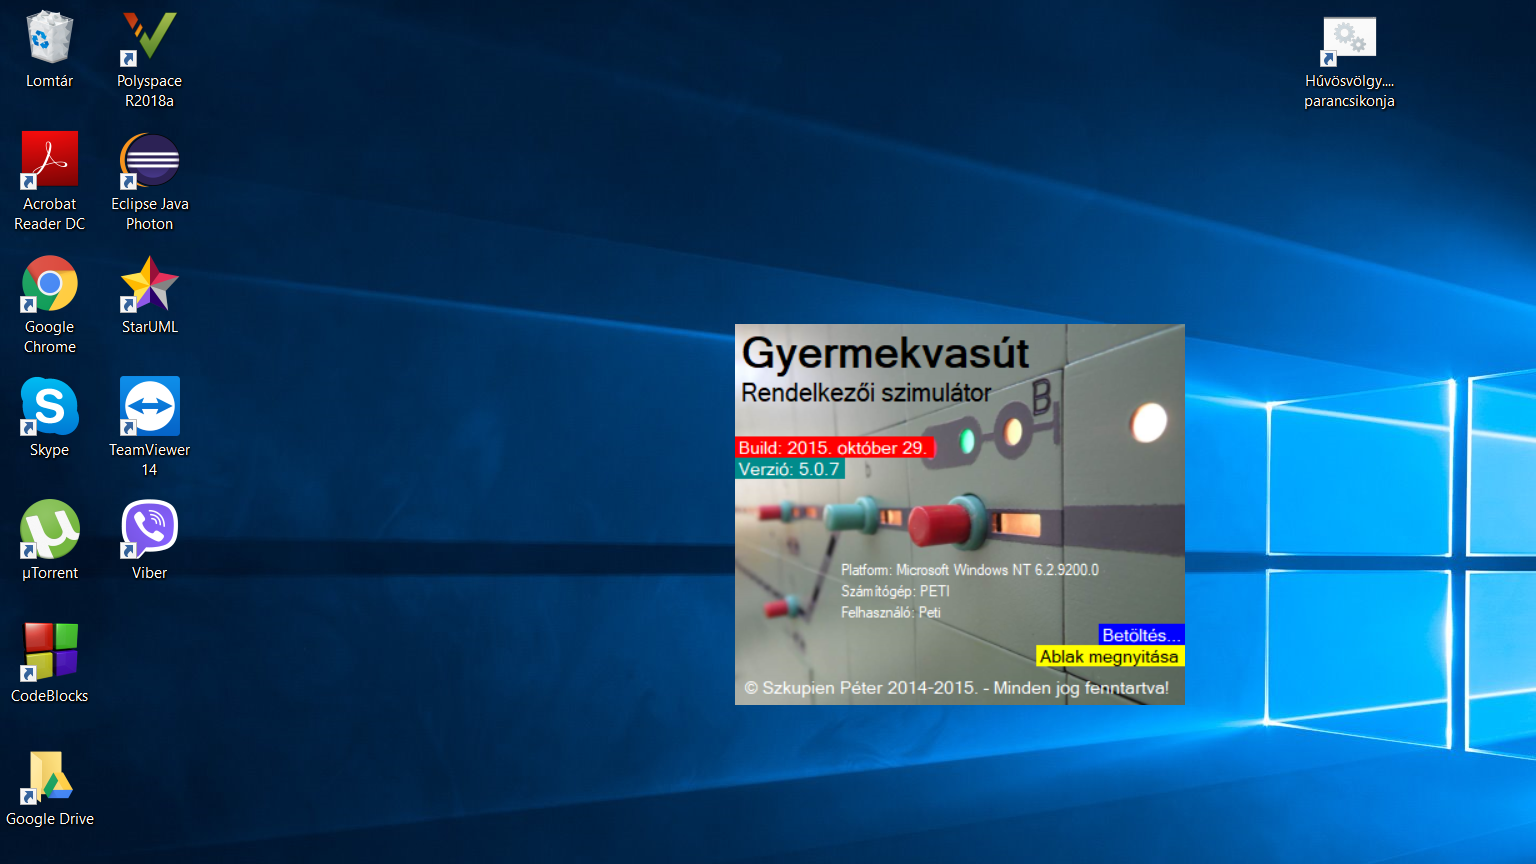 Lomtár
Polyspace
R2018a
Hűvösvölgy....
parancsikonja
Acrobat
Reader DC
Eclipse Java
Photon
Google
Chrome
StarUML
Skype
TeamViewer
14
µTorrent
Viber
CodeBlocks
Google Drive
Gyermekvasút
Rendelkezői szimulátor
B
Build: 2015. október 29.
Verzió: 5.0.7
Platform: Microsoft Windows NT 6.2.9200.0
Számítógép: PETI
Felhasználó: Peti
Betöltés...
Ablak megnyitása
© Szkupien Péter 2014-2015. - Minden jog fenntartva!